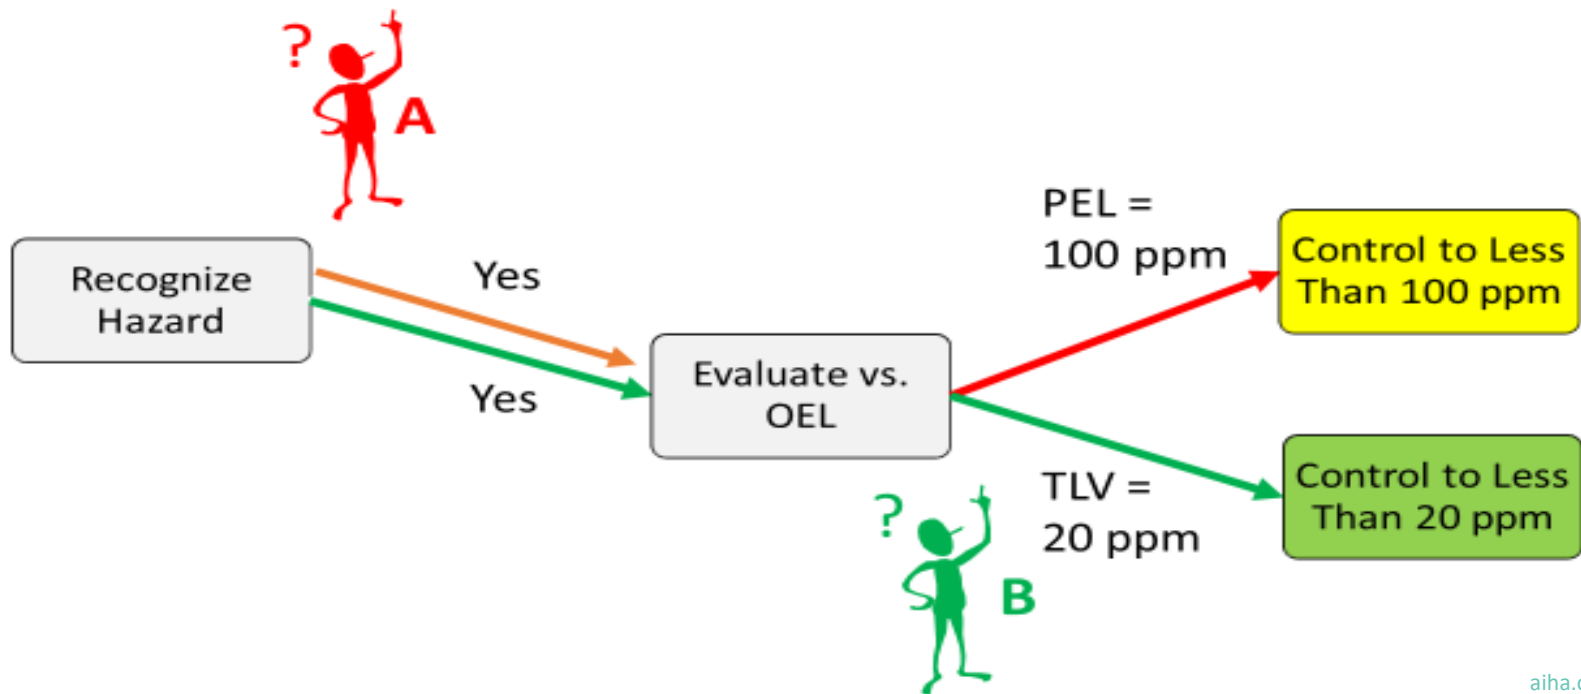 ?
A
Recognize
Hazard
Yes
Yes
Evaluate vs.
OEL
PEL =
100 ppm
Control to Less
Than 100 ppm
TLV =
20 ppm
Control to Less
Than 20 ppm
?
B